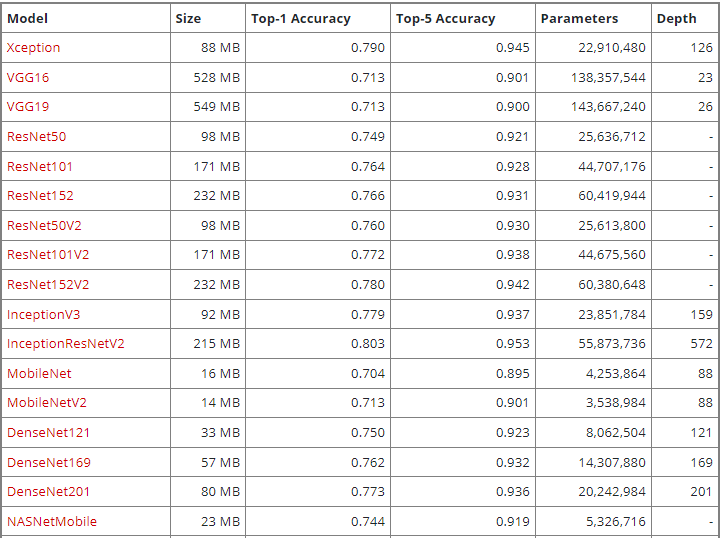 Model Size Top-1 Accuracy Top-5 Accuracy Parameters Depth
Xception 88 MB 0.790 0.945 22,910,480 126
VGG16 528 MB 0.713 0.901 138,357,544 23
VGG19 549 MB 0.713 0.900 143,667,240 26
ResNet50 98 MB 0.749 0.921 25,636,712 -
ResNet101 171 MB 0.764 0.928 44,707,176 -
ResNet152 232 MB 0.766 0.931 60,419,944 -
ResNet50V2 98 MB 0.760 0.930 25,613,800 -
ResNet101V2 171 MB 0.772 0.938 44,675,560 -
ResNet152V2 232 MB 0.780 0.942 60,380,648 -
InceptionV3 92 MB 0.779 0.937 23,851,784 159
InceptionResNetV2 215 MB 0.803 0.953 55,873,736 572
MobileNet 16 MB 0.704 0.895 4,253,864 88
MobileNetV2 14 MB 0.713 0.901 3,538,984 88
DenseNet121 33 MB 0.750 0.923 8,062,504 121
DenseNet169 57 MB 0.762 0.932 14,307,880 169
DenseNet201 80 MB 0.773 0.936 20,242,984 201
NASNetMobile 23 MB 0.744 0.919 5,326,716 -